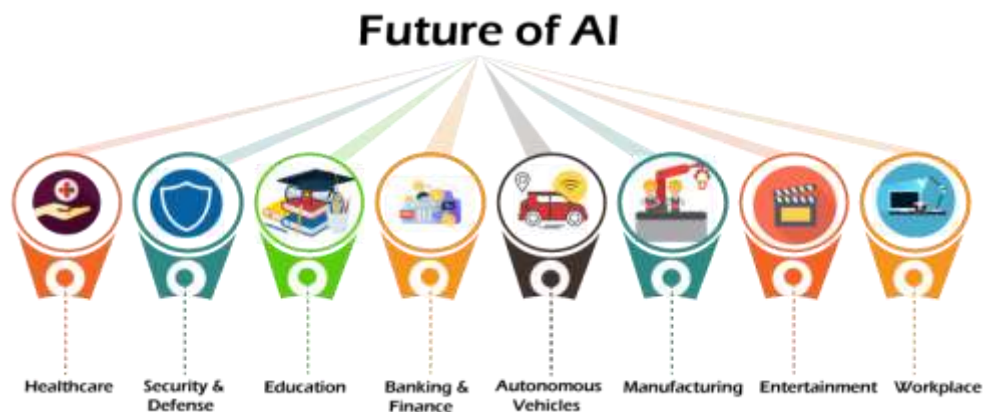 Future of AI
Healthcare
Security &
Defense
Education
Banking &
Finance
Autonomous
Vehicles
Manufacturing
Entertainment
Workplace